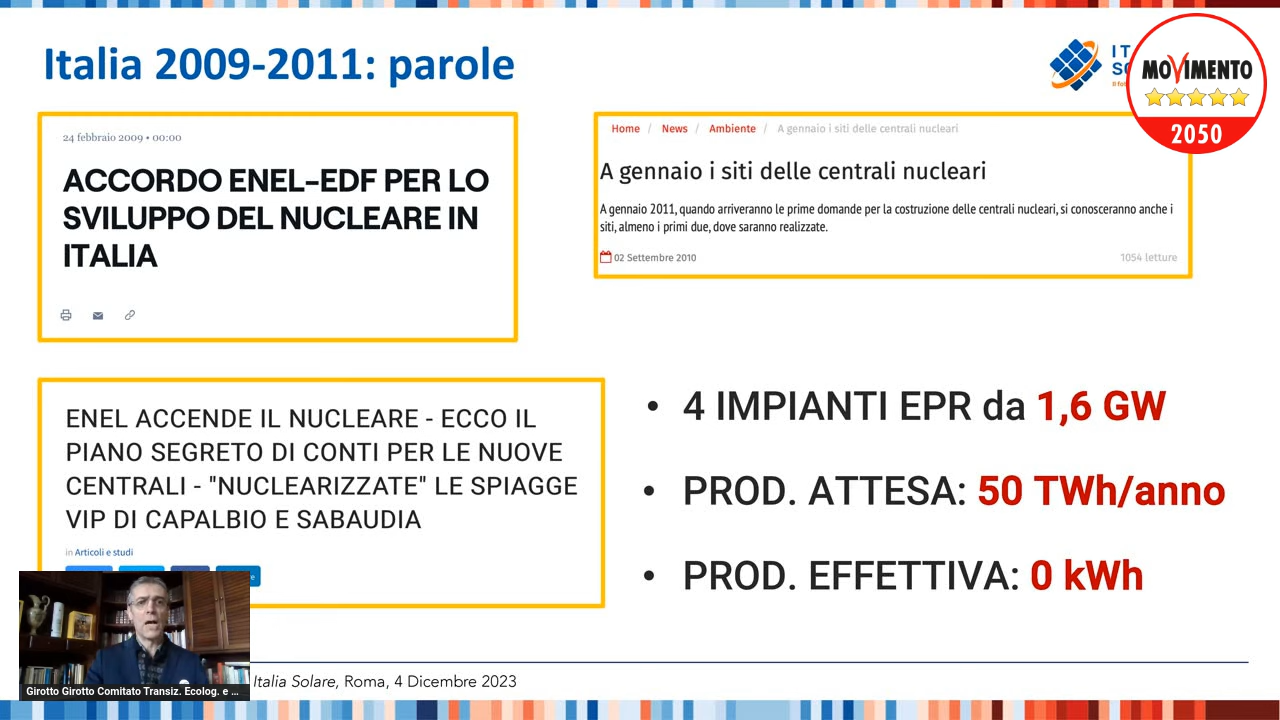 Italia 2009-2011: parole
IT
MOVIMENTO
2050
24 febbraio 2009 • 00:00
ACCORDO ENEL-EDF PER LO
SVILUPPO DEL NUCLEARE IN
ITALIA
Home / News / Ambiente / A gennaio i siti delle centrali nucleari
A gennaio i siti delle centrali nucleari
A gennaio 2011, quando arriveranno le prime domande per la costruzione delle centrali nucleari, si conosceranno anche i
siti, almeno i primi due, dove saranno realizzate.
02 Settembre 2010
1054 letture
ENEL ACCENDE IL NUCLEARE - ECCO IL
PIANO SEGRETO DI CONTI PER LE NUOVE
CENTRALI - "NUCLEARIZZATE" LE SPIAGGE
VIP DI CAPALBIO E SABAUDIA
in Articoli e studi
• 4 IMPIANTI EPR da 1,6 GW
• PROD. ATTESA: 50 TWh/anno
• PROD. EFFETTIVA: 0 kWh
Girotto Girotto Comitato Transiz. Ecolog. e ...
Italia Solare, Roma, 4 Dicembre 2023